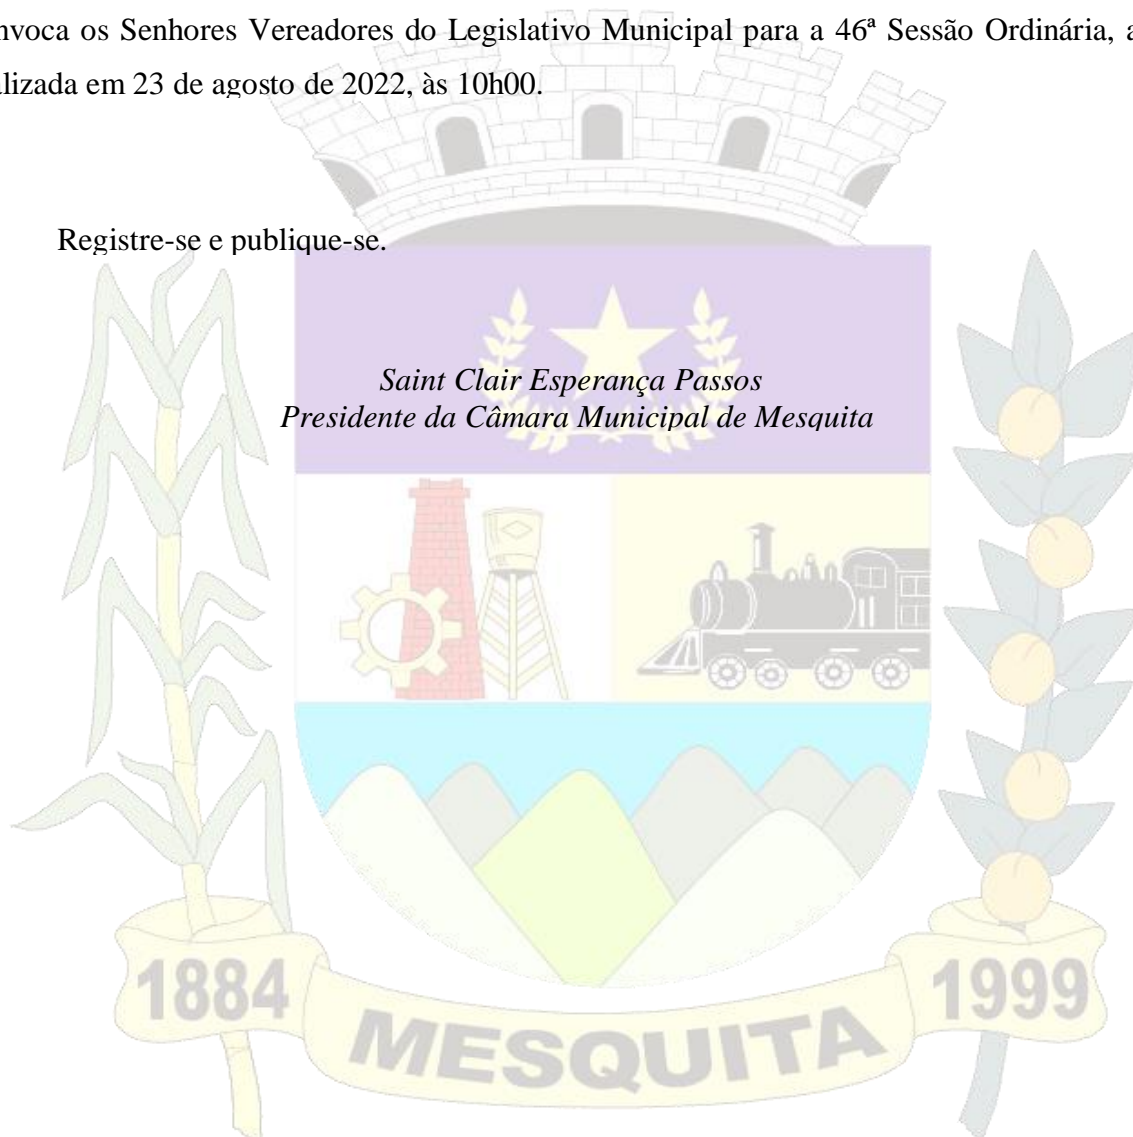 nvoca os Senhores Vereadores do Legislativo Municipal para a 46ª Sessão Ordinária, a
alizada em 23 de agosto de 2022, às 10h00.
Registre-se e publique-se.
Saint Clair Esperança Passos
Presidente da Câmara Municipal de Mesquita
1884
MESQUITA
1999